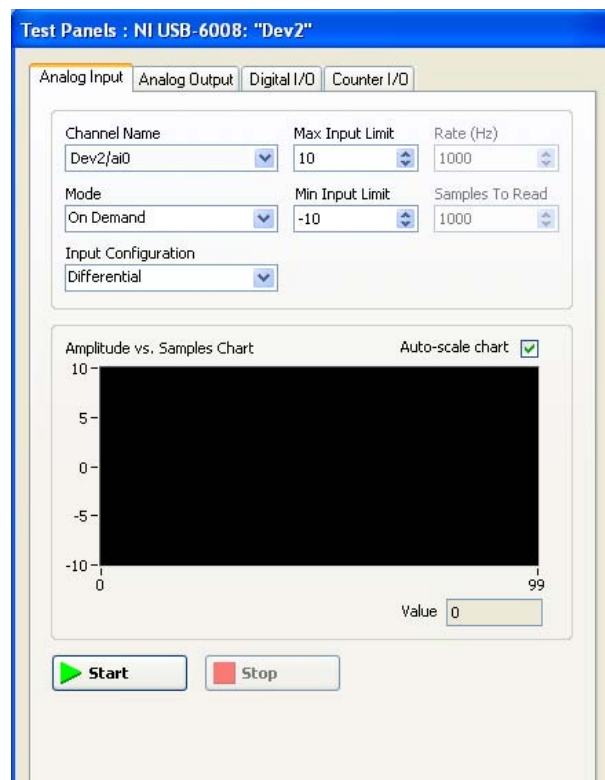 Test Panels : NI USB-6008: "Dev2"
Analog Input Analog Output Digital I/O Counter I/O
Channel Name Max Input Limit Rate (Hz)
Dev2/ai0 10 1000
Mode Min Input Limit Samples To Read
On Demand -10 1000
Input Configuration
Differential
Amplitude vs. Samples Chart Auto-scale chart
10
5
0
-5
-10
0 99
Value 0
Start Stop